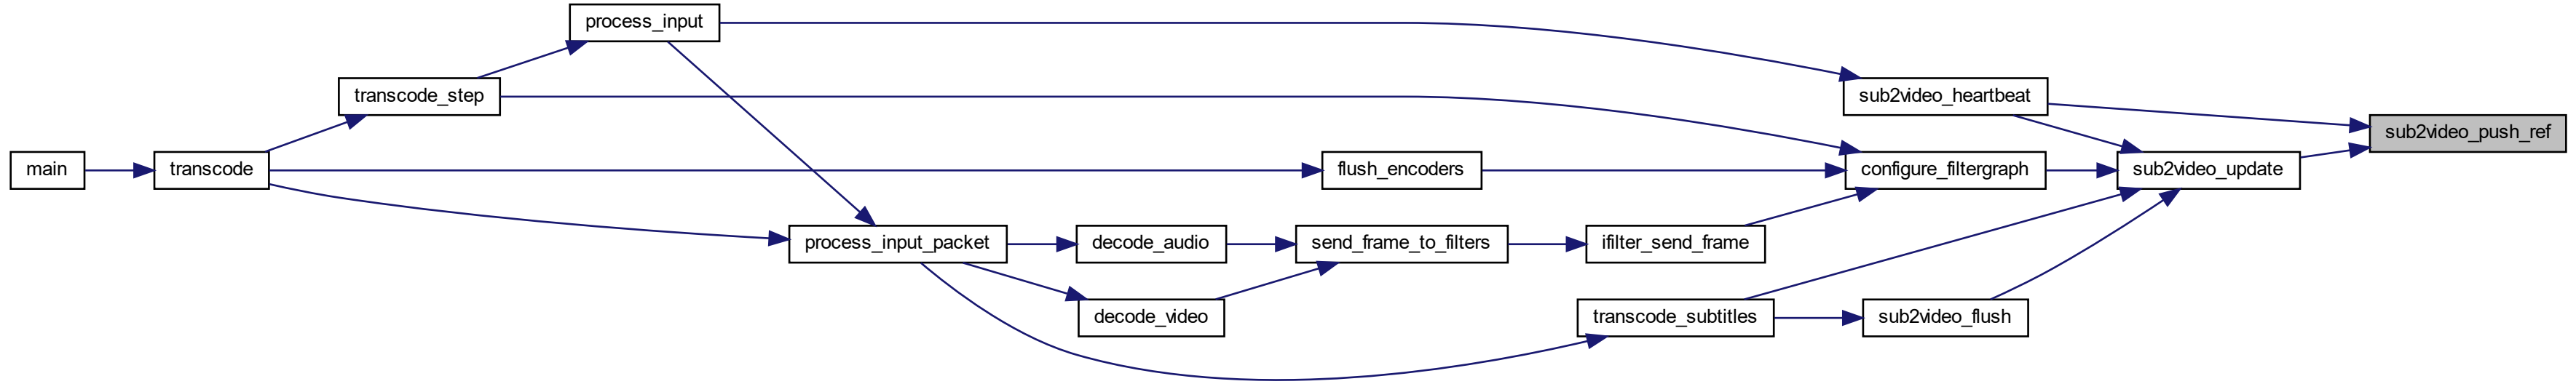 process_input
transcode_step
sub2video_heartbeat
sub2video_push_ref
main
transcode
flush_encoders
configure_filtergraph
sub2video_update
process_input_packet
decode_audio
send_frame_to_filters
ifilter_send_frame
decode_video
transcode_subtitles
sub2video_flush